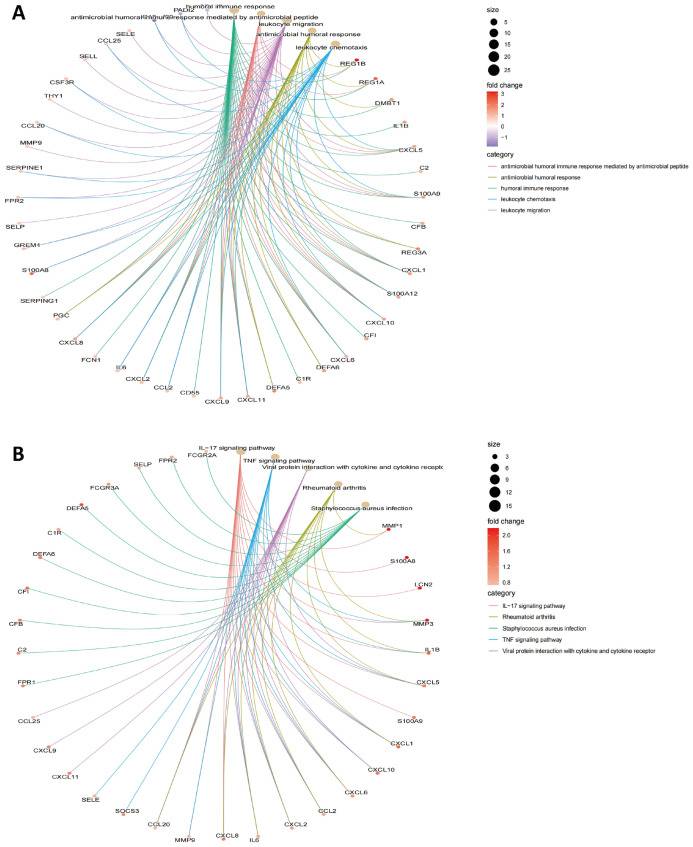 A
humoral immune response
PADI2
antimicrobial humoral immune response mediated by antimicrobial peptide
SELE
leukocyte migration
CCL25
antimicrobial humoral response
leukocyte chemotaxis
SELL
REG1B
CSF3R
REG1A
THY1
DMBT1
CCL20
IL1B
MMP9
CXCL5
SERPINE1
C2
FPR2
S100A9
SELP
CFB
GREM1
REG3A
S100A8
CXCL1
SERPING1
S100A12
PGC
CXCL10
CXCL8
CFI
FCN1
CXCL6
IL6
DEFA6
CXCL2
C1R
CCL2
DEFA5
CD55
CXCL9
CXCL11
size
5
10
15
20
25
fold change
3
2
1
0
−1
category
antimicrobial humoral immune response mediated by antimicrobial peptide
antimicrobial humoral response
humoral immune response
leukocyte chemotaxis
leukocyte migration
B
IL−17 signaling pathway
FCGR2A
TNF signaling pathway
FPR2
Viral protein interaction with cytokine and cytokine recepto
SELP
FCGR3A
Rheumatoid arthritis
DEFA5
Staphylococcus aureus infection
C1R
MMP1
DEFA6
S100A8
CFI
LCN2
CFB
MMP3
C2
IL1B
FPR1
CXCL5
CCL25
S100A9
CXCL9
CXCL1
CXCL11
CXCL10
SELE
CXCL6
SOCS3
CCL2
CCL20
CXCL2
MMP9
CXCL8
IL6
size
3
6
9
12
15
fold change
2.0
1.6
1.2
0.8
category
IL−17 signaling pathway
Rheumatoid arthritis
Staphylococcus aureus infection
TNF signaling pathway
Viral protein interaction with cytokine and cytokine receptor